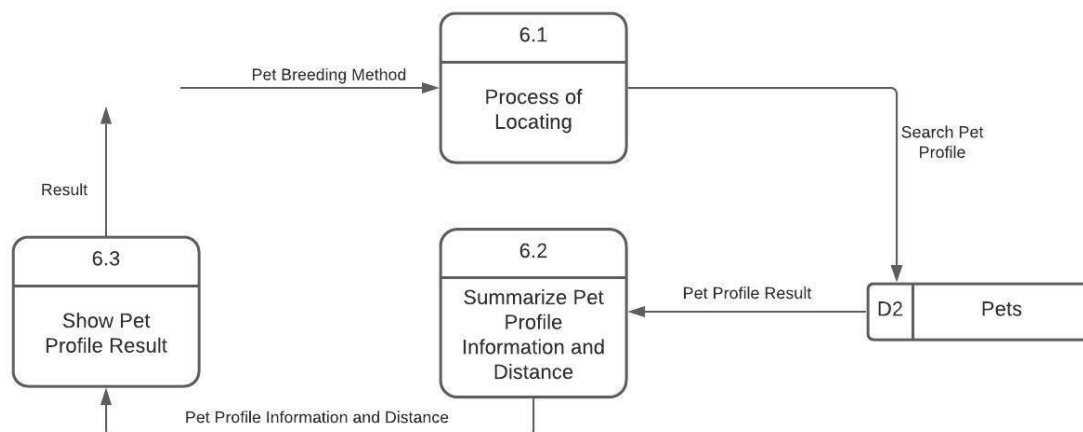 6.1
Pet Breeding Method
Process of
Locating
Search Pet
Profile
Result
6.3
Show Pet
Profile Result
6.2
Summarize Pet
Profile
Information and
Distance
Pet Profile Result
D2
Pets
Pet Profile Information and Distance